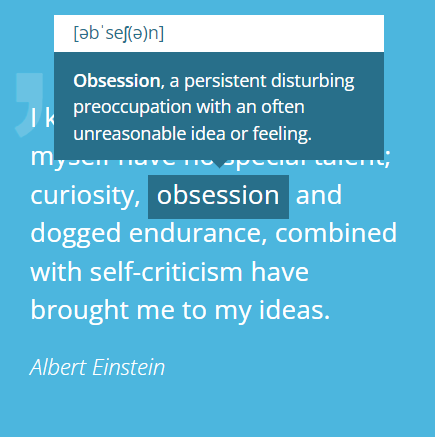 [əbˈseʃ(ə)n]
Obsession, a persistent disturbing
preoccupation with an often
unreasonable idea or feeling.
I k
myself have no special talent;
curiosity, obsession and
dogged endurance, combined
with self-criticism have
brought me to my ideas.
Albert Einstein